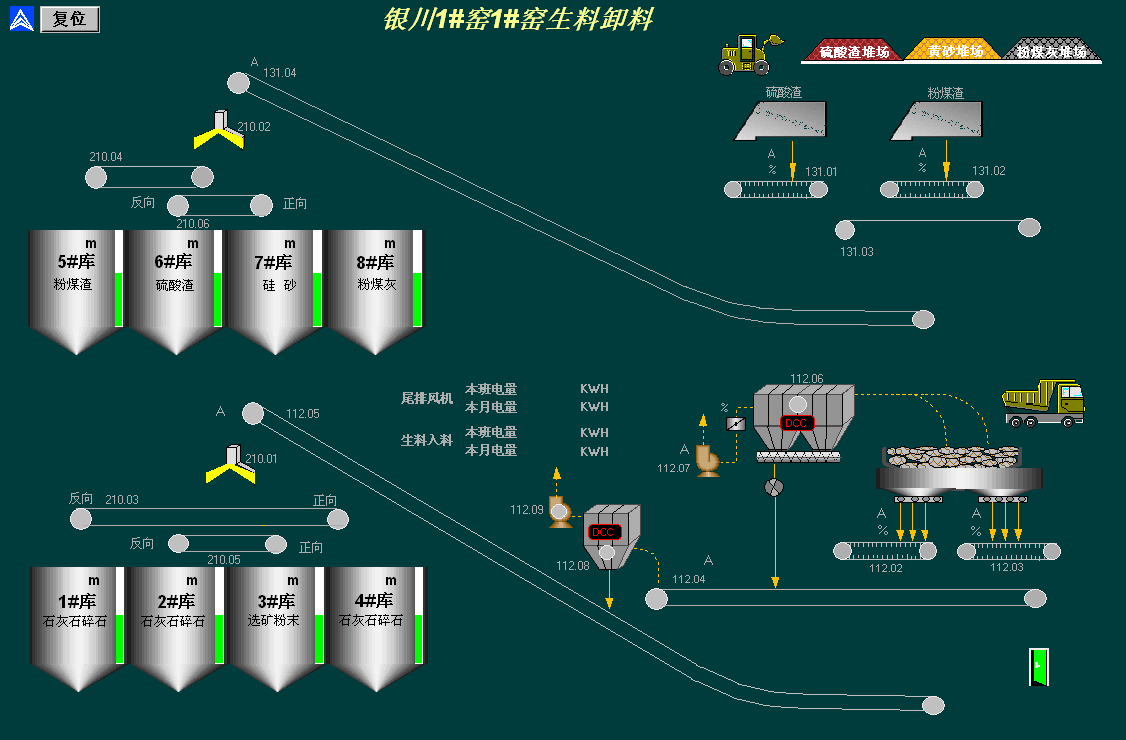 复位
银川1#窑1#窑生料卸料
硫酸渣堆场
黄砂堆场
粉煤灰堆场
A
131.04
210.02
硫酸渣
粉煤渣
A
%
131.01
A
%
131.02
210.04
反向
正向
210.06
131.03
m
5#库
粉煤渣
m
6#库
硫酸渣
m
7#库
硅 砂
m
8#库
粉煤灰
尾排风机
本班电量
KWH
本月电量
KWH
生料入料
本班电量
KWH
本月电量
KWH
112.06
%
DCC
A
112.07
A
112.05
210.01
反向
210.03
正向
反向
正向
210.05
112.09
DCC
112.08
A
%
112.02
A
%
112.03
A
112.04
m
1#库
石灰石碎石
m
2#库
石灰石碎石
m
3#库
选矿粉末
m
4#库
石灰石碎石